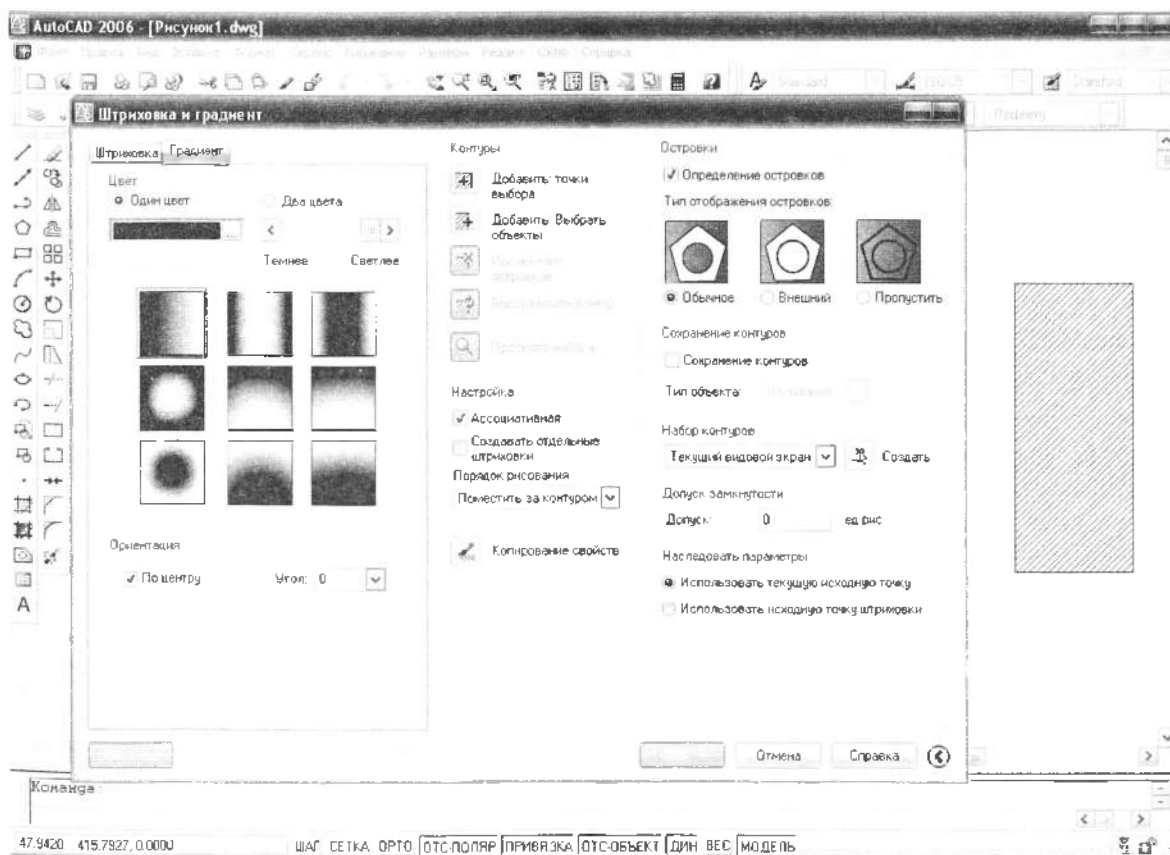 AutoCAD 2006 - [Рисунок1.dwg]
Standard
ISO-25
Standard
Штриховка и градиент
Штриховка Градиент
Цвет
Один цвет Два цвета
Темнее Светлее
Ориентация
По центру Угол: 0
Контуры
Добавить: точки
выбора
Добавить Выбрать
объекты
Настройка
Ассоциативная
Создавать отдельные
штриховки
Порядок рисования
Поместить за контуром
Копирование свойств
Островки
Определение островков
Тип отображения островков:
Обычное Внешний Пропустить
Сохранение контуров
Сохранение контуров
Тип объекта:
Набор контуров
Текущий видовой экран Создать
Допуск замкнутости
Допуск: 0 ед рис
Наследовать параметры
Использовать текущую исходную точку
Использовать исходную точку штриховки
Отмена Справка
Команда:
47.9420 415.7927, 0.0000 ШАГ СЕТКА ОРТО ОТС-ПОЛЯР ПРИВЯЗКА ОТС-ОБЪЕКТ ДИН ВЕС МОДЕЛЬ